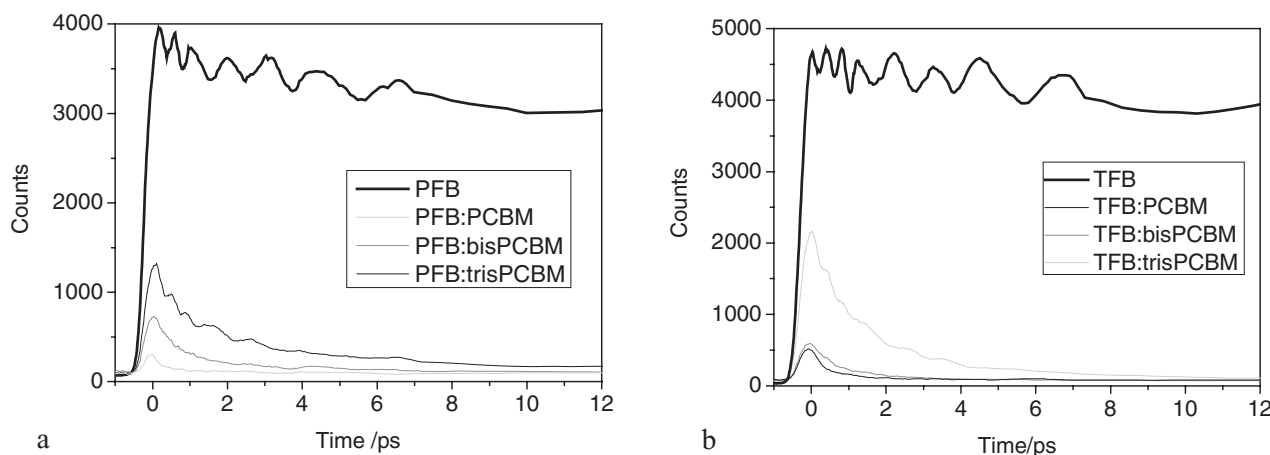 4000
3000
2000
1000
0
Counts
PFB
PFB:PCBM
PFB:bisPCBM
PFB:trisPCBM
0 2 4 6 8 10 12
Time /ps
a
5000
4000
3000
2000
1000
0
Counts
TFB
TFB:PCBM
TFB:bisPCBM
TFB:trisPCBM
0 2 4 6 8 10 12
Time/ps
b